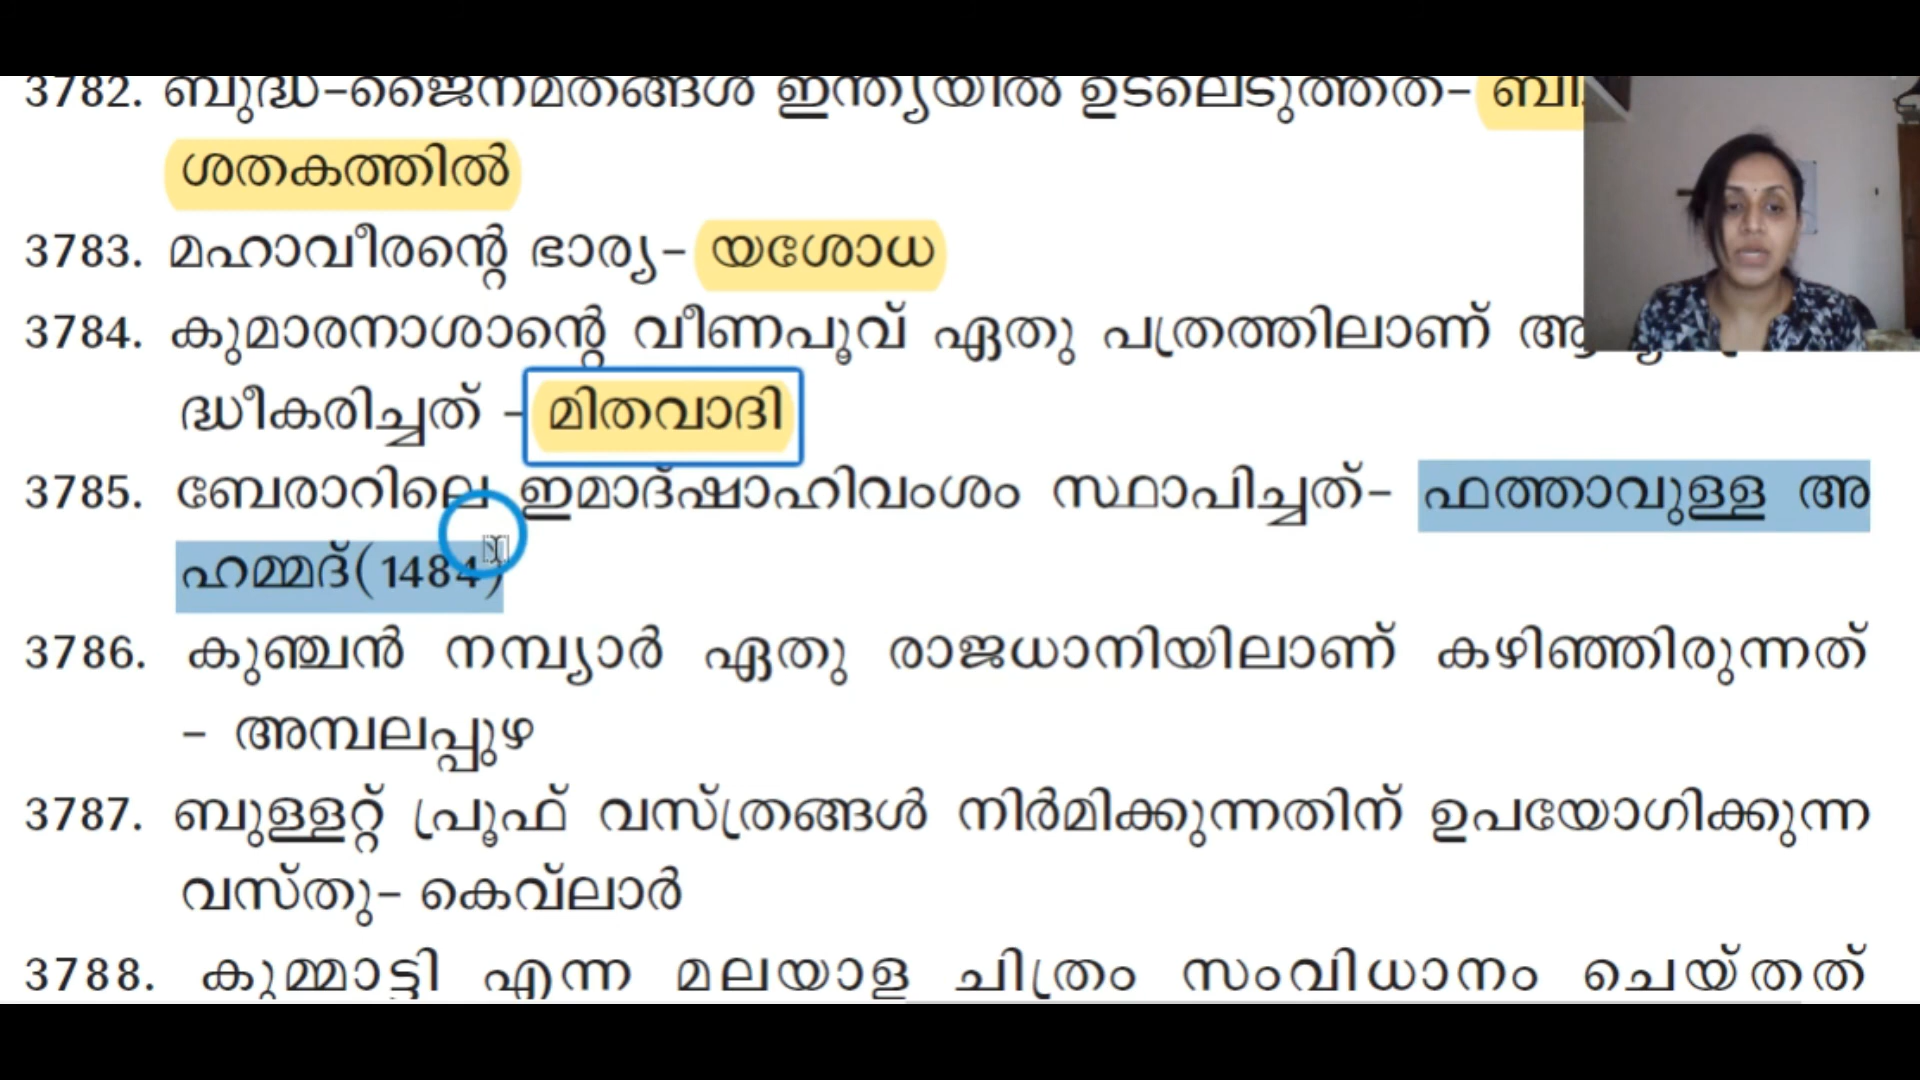 3782. ബുദ്ധ-ജൈനമതങ്ങൾ ഇന്ത്യയിൽ ഉടലെടുത്തത്-
ശതകത്തിൽ
3783. മഹാവീരന്റെ ഭാര്യ- യശോധ
3784. കുമാരനാശാന്റെ വീണപൂവ് ഏതു പത്രത്തിലാണ്
ദ്ധീകരിച്ചത് - മിതവാദി
3785. ബേരാറിലെ ഇമാദ്ഷാഹിവംശം സ്ഥാപിച്ചത്- ഫത്താവുള്ള അ
ഹമ്മദ്(1484)
3786. കുഞ്ചൻ നമ്പ്യാർ ഏതു രാജധാനിയിലാണ് കഴിഞ്ഞിരുന്നത്
- അമ്പലപ്പുഴ
3787. ബുള്ളറ്റ് പ്രൂഫ് വസ്ത്രങ്ങൾ നിർമിക്കുന്നതിന് ഉപയോഗിക്കുന്ന
വസ്തു- കെവ്ലാർ
3788. കുമ്മാട്ടി എന്ന മലയാള ചിത്രം സംവിധാനം ചെയ്തത്